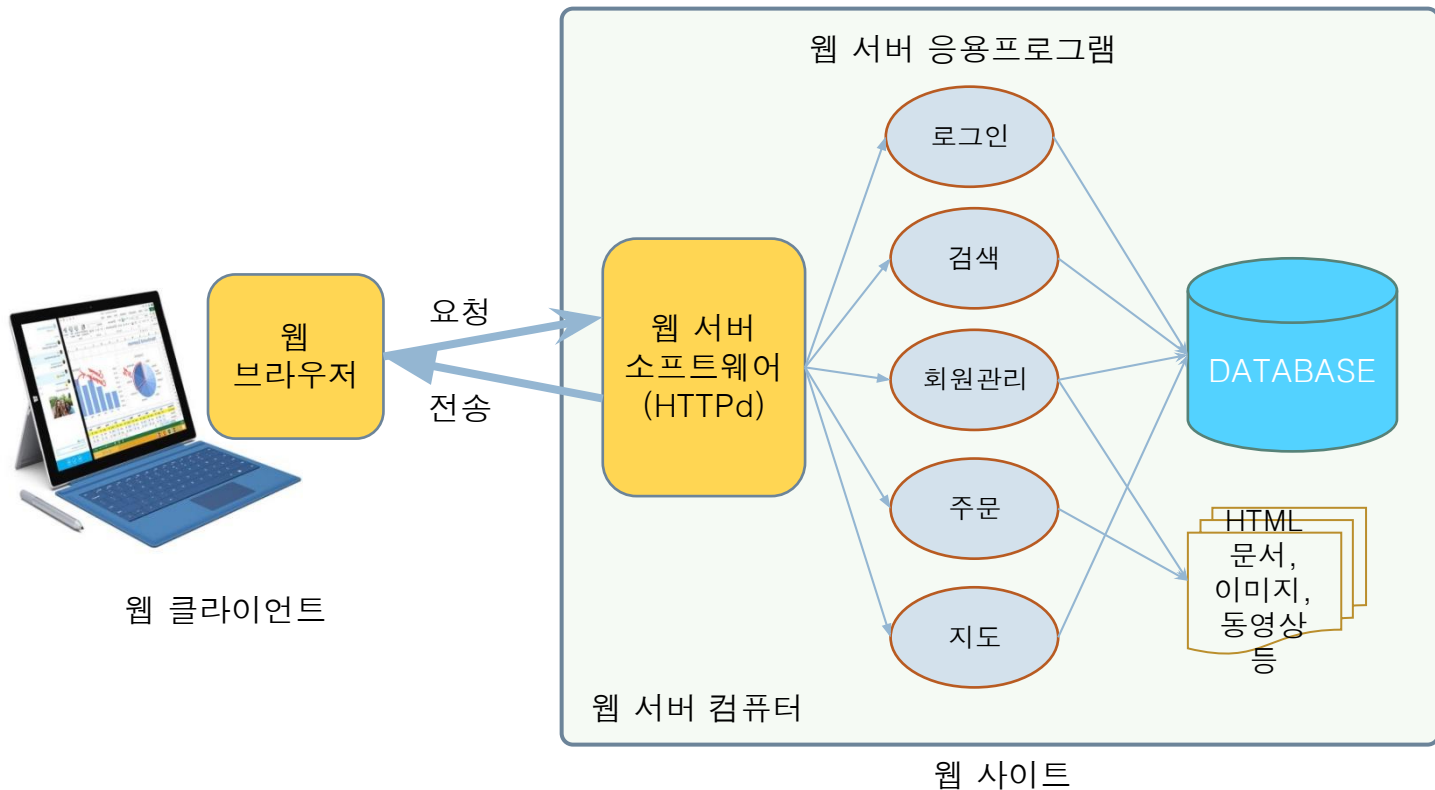 웹 서버 응용프로그램
로그인
검색
회원관리
주문
지도
웹
브라우저
요청
전송
웹 서버
소프트웨어
(HTTPd)
DATABASE
HTML
문서,
이미지,
동영상
등
웹 클라이언트
웹 서버 컴퓨터
웹 사이트